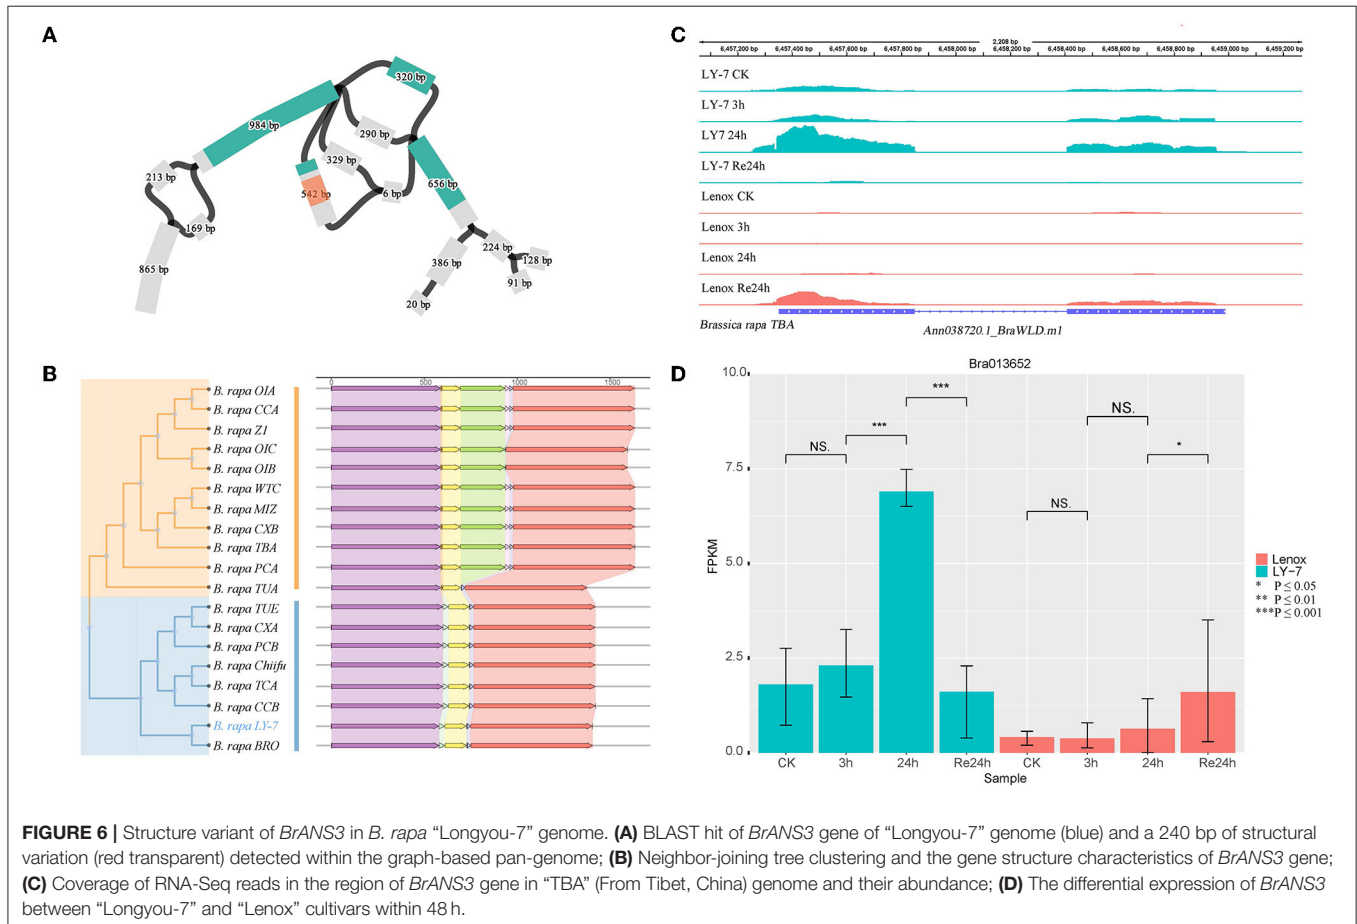 A
320 bp
984 bp
290 bp
329 bp
213 bp
542 bp
6 bp
656 bp
169 bp
224 bp
128 bp
386 bp
865 bp
91 bp
20 bp
C
2,208 bp
6,457,200 bp 6,457,400 bp 6,457,600 bp 6,457,800 bp 6,458,000 bp 6,458,200 bp 6,458,400 bp 6,458,600 bp 6,458,800 bp 6,459,000 bp 6,459,200 bp
LY-7 CK
LY-7 3h
LY7 24h
LY-7 Re24h
Lenox CK
Lenox 3h
Lenox 24h
Lenox Re24h
Brassica rapa TBA
Ann038720.1_BraWLD.m1
B
0 500 1000 1500
B. rapa OIA
B. rapa CCA
B. rapa Z1
B. rapa OIC
B. rapa OIB
B. rapa WTC
B. rapa MIZ
B. rapa CXB
B. rapa TBA
B. rapa PCA
B. rapa TUA
B. rapa TUE
B. rapa CXA
B. rapa PCB
B. rapa Chiifu
B. rapa TCA
B. rapa CCB
B. rapa LY-7
B. rapa BRO
D
Bra013652
10.0
7.5
5.0
2.5
0.0
FPKM
NS.
***
***
NS.
NS.
*
CK 3h 24h Re24h CK 3h 24h Re24h
Sample
Lenox
LY-7
* P ≤ 0.05
** P ≤ 0.01
***P ≤ 0.001
FIGURE 6 | Structure variant of BrANS3 in B. rapa “Longyou-7” genome. (A) BLAST hit of BrANS3 gene of “Longyou-7” genome (blue) and a 240 bp of structural
variation (red transparent) detected within the graph-based pan-genome; (B) Neighbor-joining tree clustering and the gene structure characteristics of BrANS3 gene;
(C) Coverage of RNA-Seq reads in the region of BrANS3 gene in “TBA” (From Tibet, China) genome and their abundance; (D) The differential expression of BrANS3
between “Longyou-7” and “Lenox” cultivars within 48 h.